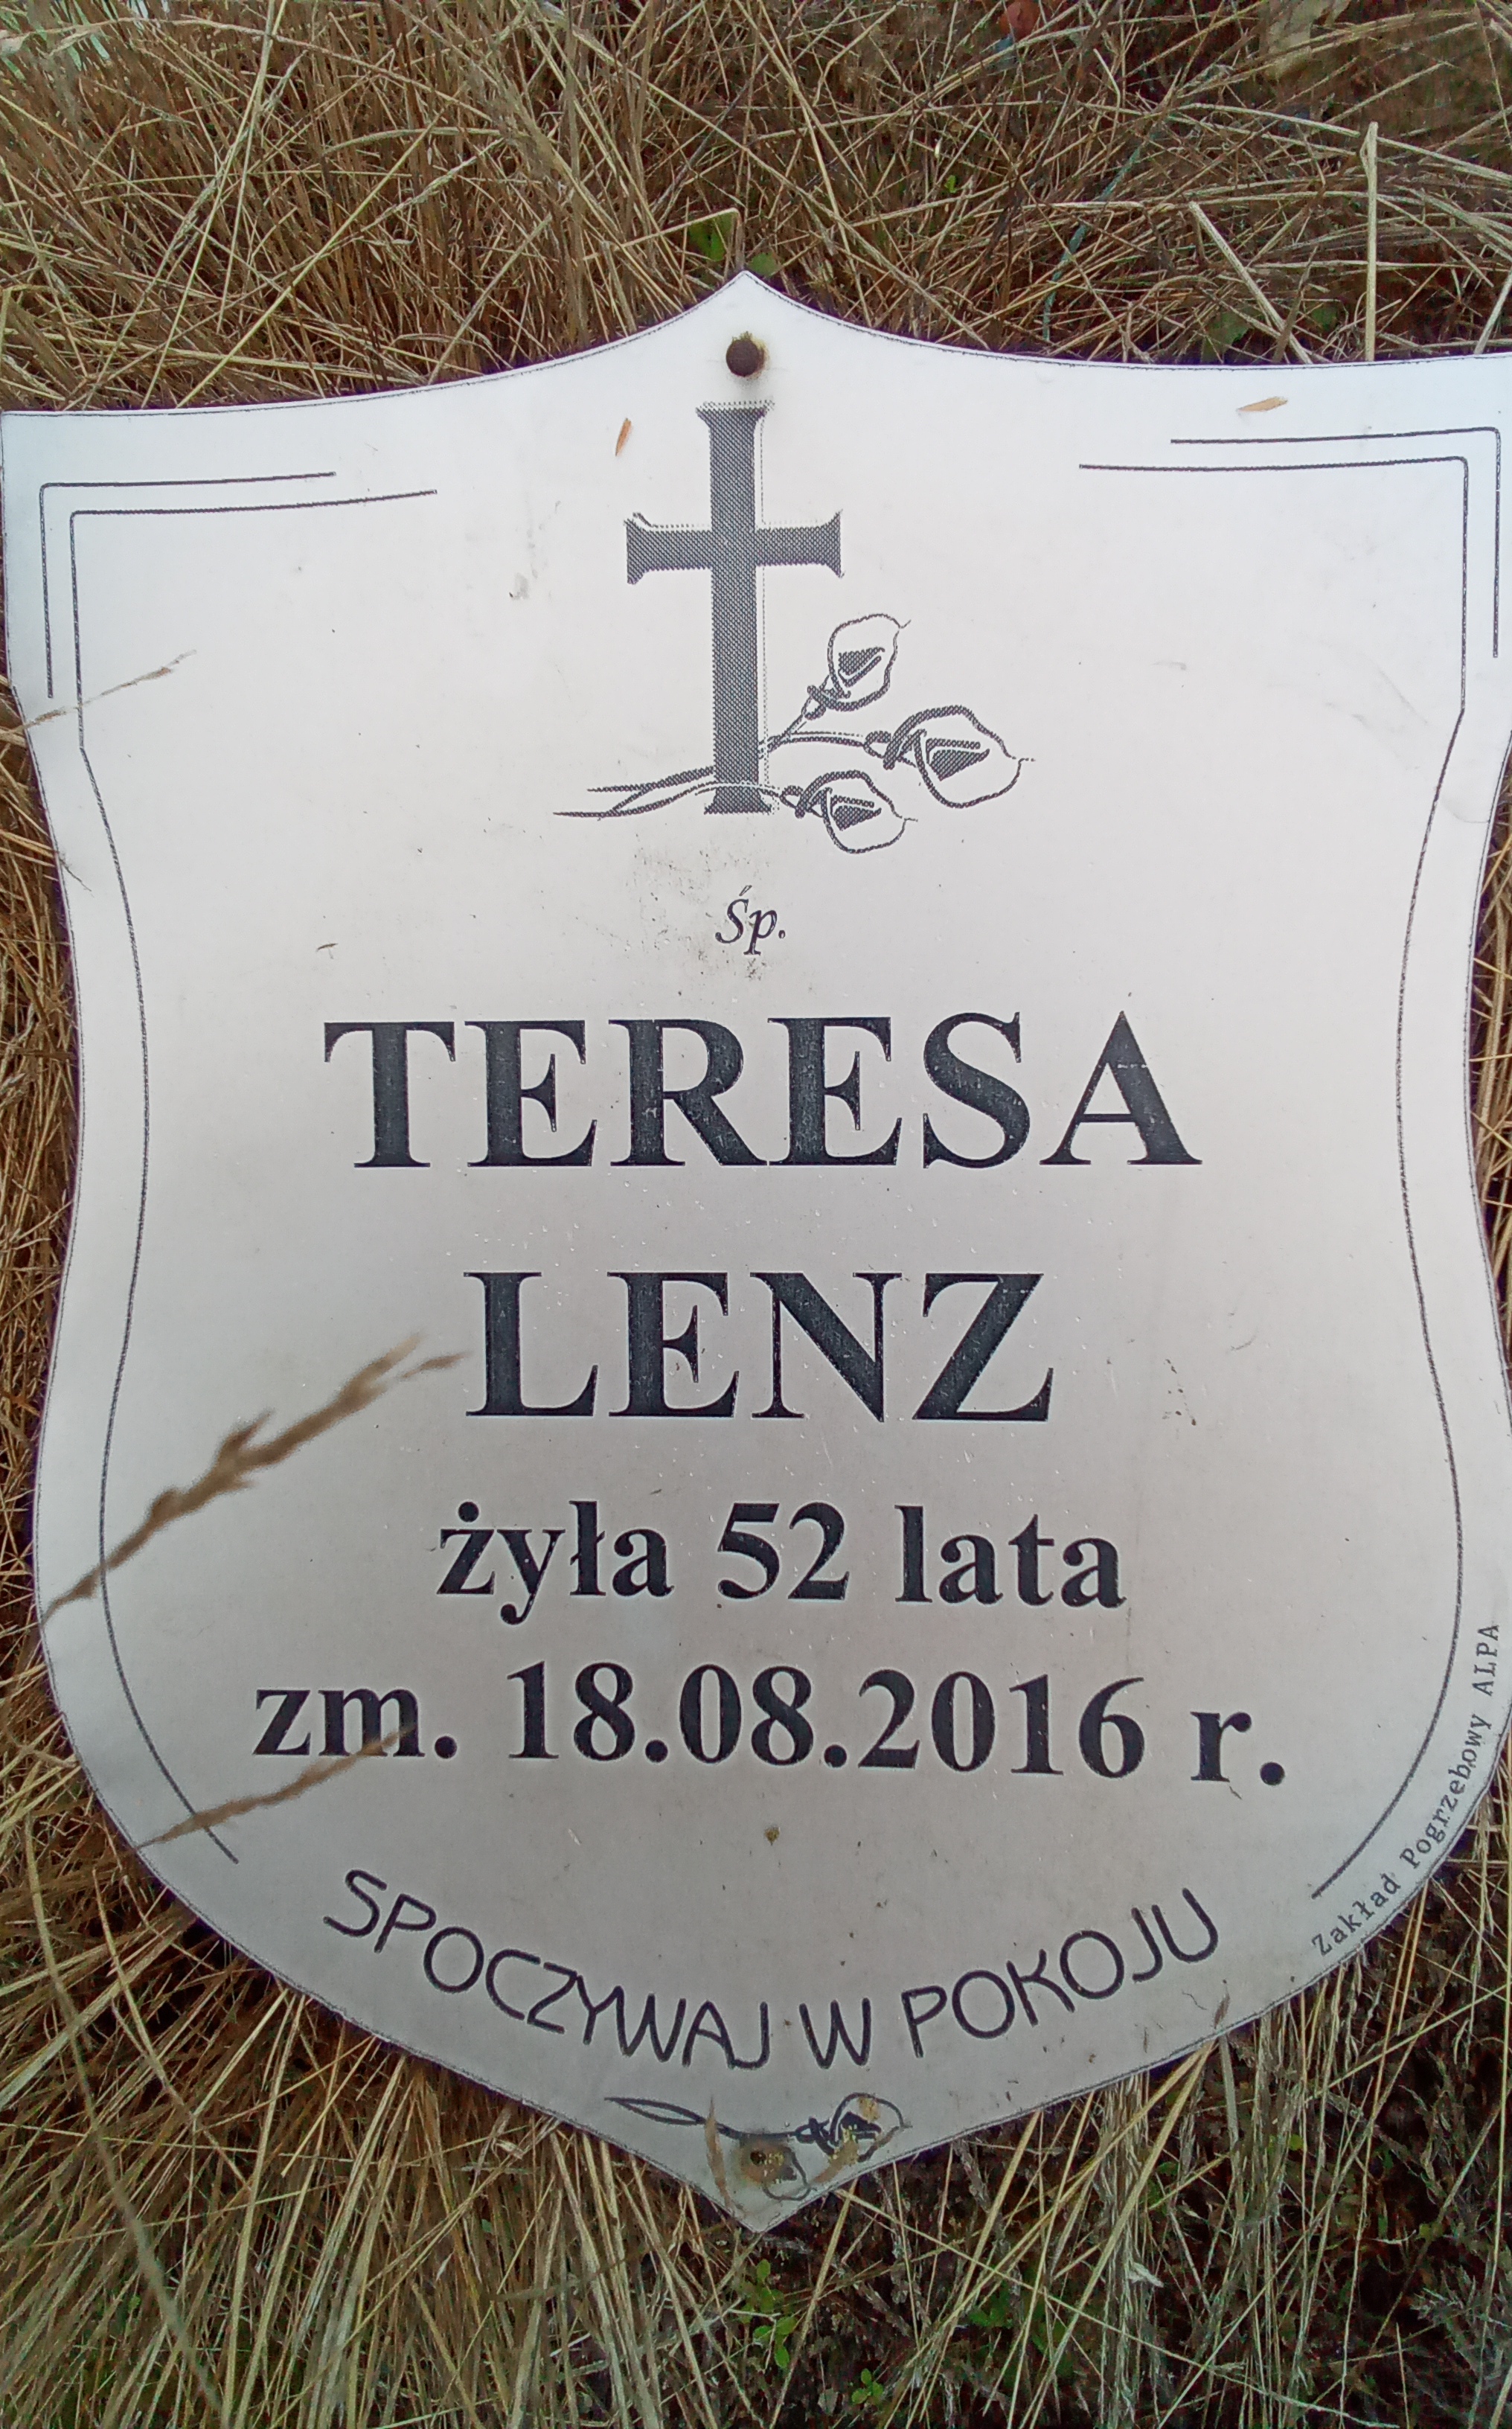 Śp.
TERESA
LENZ
żyła 52 lata
zm. 18.08.2016 r.
SPOCZYWAJ W POKOJU
Zakład Pogrzebowy ALPA